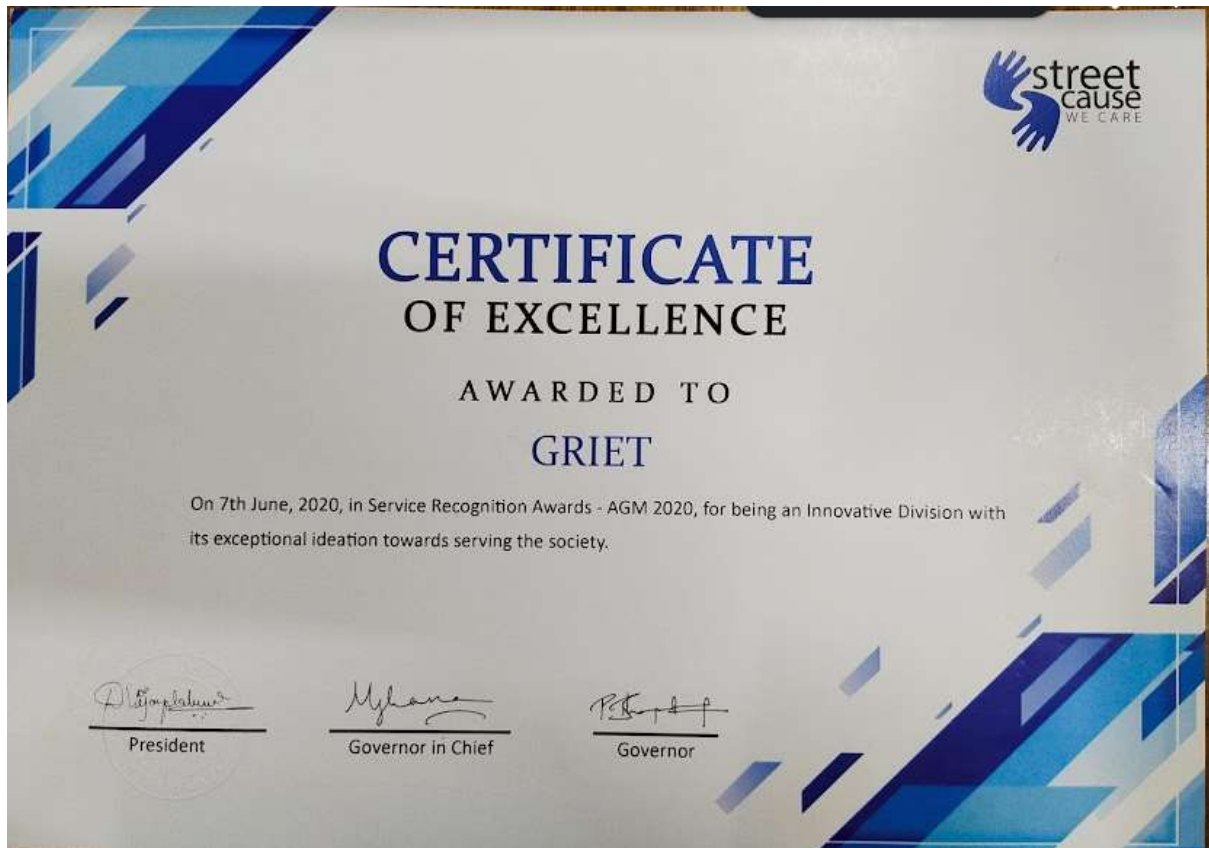 street
cause
WE CARE
CERTIFICATE
OF EXCELLENCE
AWARDED TO
GRIET
On 7th June, 2020, in Service Recognition Awards - AGM 2020, for being an Innovative Division with
its exceptional ideation towards serving the society.
President Governor in Chief Governor